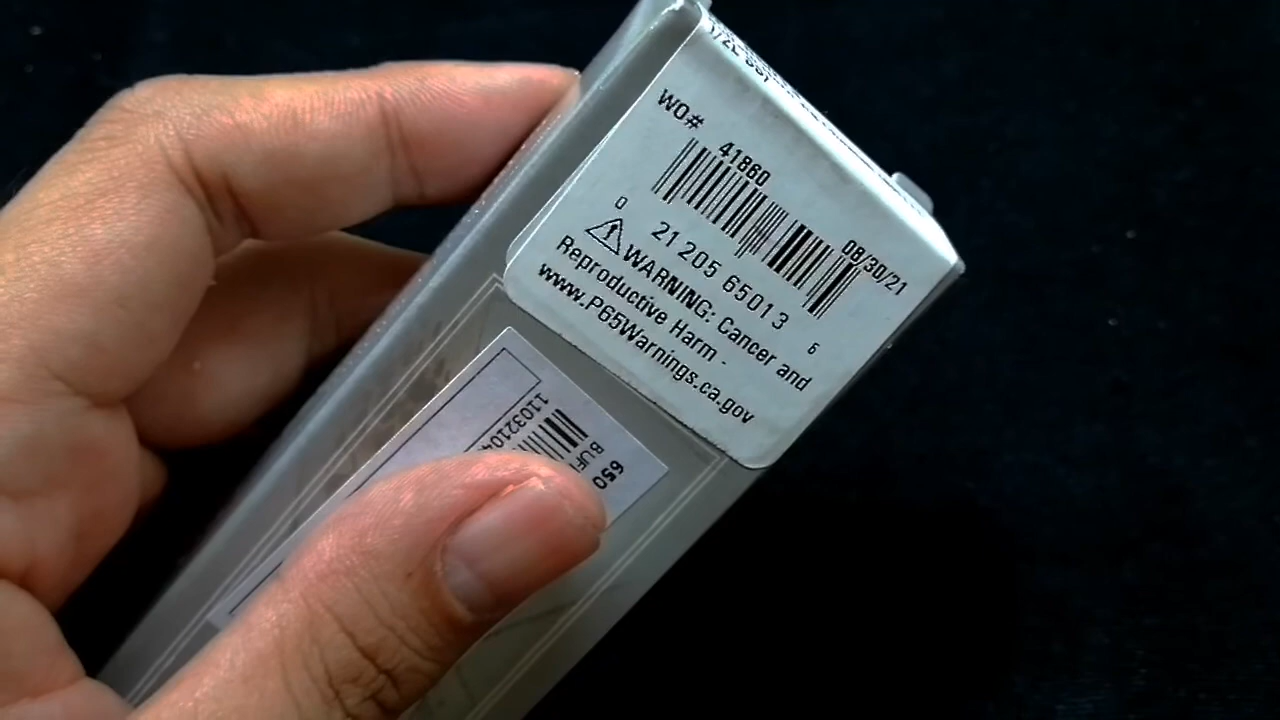 WO#
41860
08/30/21
0 21205 65013 6
WARNING: Cancer and
Reproductive Harm -
www.P65Warnings.ca.gov
650